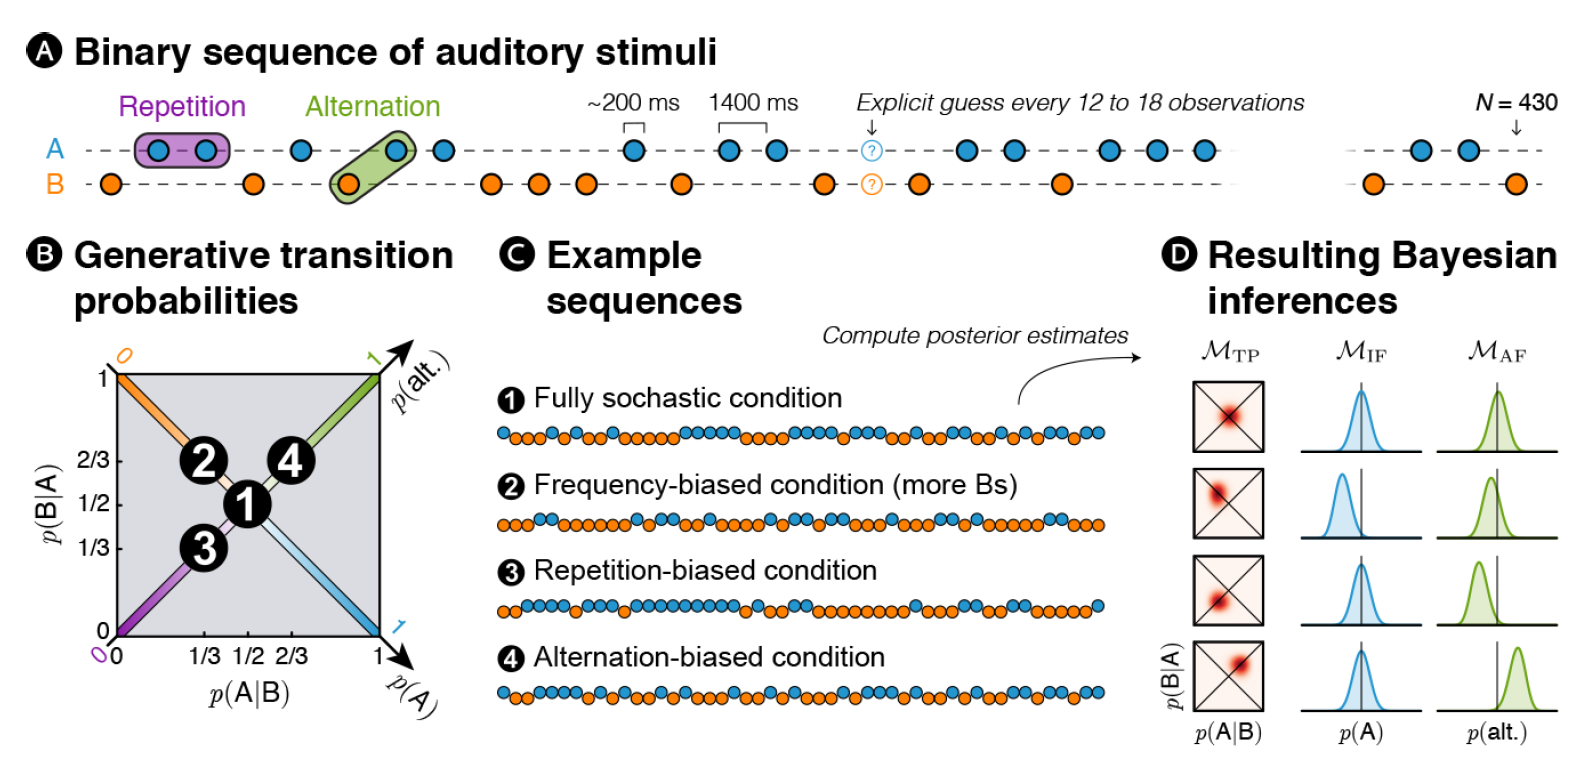 A Binary sequence of auditory stimuli
Repetition
Alternation
~200 ms
1400 ms
Explicit guess every 12 to 18 observations
N = 430
A
?
B
?
B Generative transition
probabilities
0
1
p(alt.)
1
2/3
1/2
1/3
0
p(B|A)
0
0
1/3
1/2
2/3
1
1
p(A)
p(A|B)
2
4
1
3
C Example
sequences
Compute posterior estimates
1 Fully sochastic condition
2 Frequency-biased condition (more Bs)
3 Repetition-biased condition
4 Alternation-biased condition
D Resulting Bayesian
inferences
M_TP
M_IF
M_AF
p(B|A)
p(A|B)
p(A)
p(alt.)